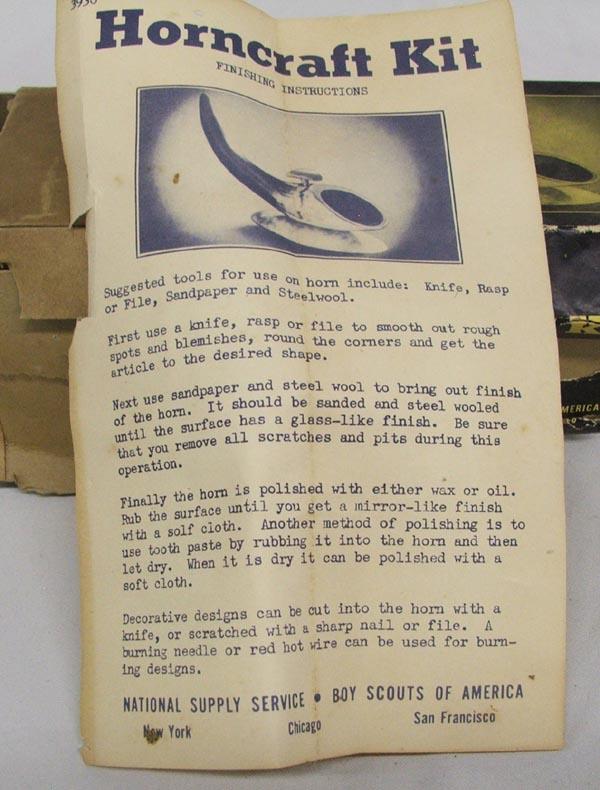 3950
Horncraft Kit
FINISHING INSTRUCTIONS
Suggested tools for use on horn include: Knife, Rasp
or File, Sandpaper and Steelwool.
First use a knife, rasp or file to smooth out rough
spots and blemishes, round the corners and get the
article to the desired shape.
Next use sandpaper and steel wool to bring out finish
of the horn. It should be sanded and steel wooled
until the surface has a glass-like finish. Be sure
that you remove all scratches and pits during this
operation.
Finally the horn is polished with either wax or oil.
Rub the surface until you get a mirror-like finish
with a solf cloth. Another method of polishing is to
use tooth paste by rubbing it into the horn and then
let dry. When it is dry it can be polished with a
soft cloth.
Decorative designs can be cut into the horn with a
knife, or scratched with a sharp nail or file. A
burning needle or red hot wire can be used for burn-
ing designs.
NATIONAL SUPPLY SERVICE • BOY SCOUTS OF AMERICA
New York Chicago San Francisco
MERICA